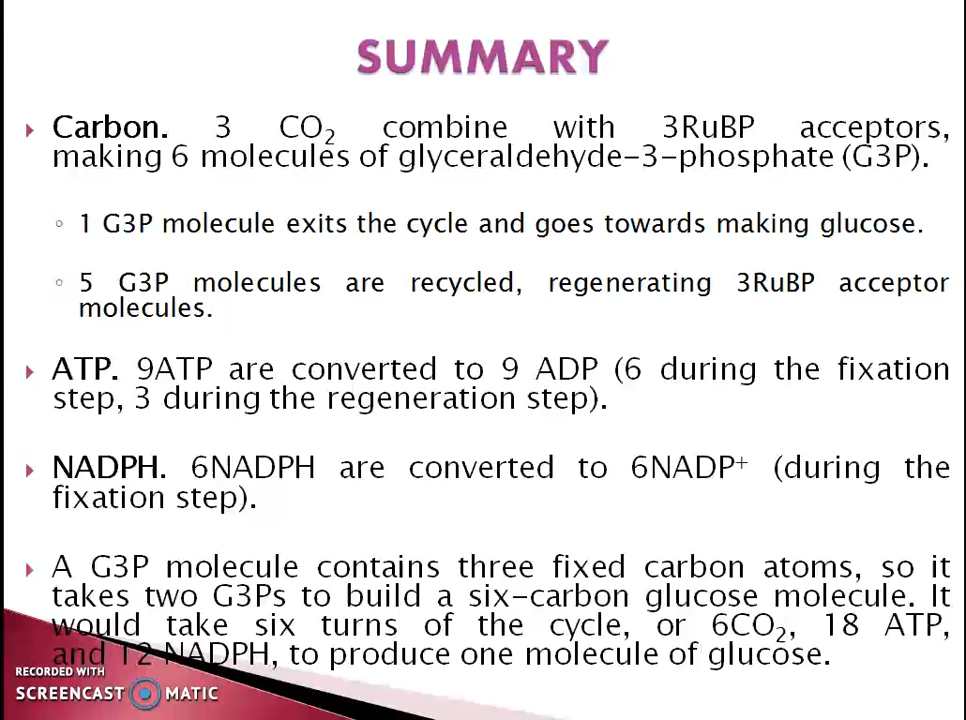 SUMMARY
Carbon. 3 CO₂ combine with 3RuBP acceptors,
making 6 molecules of glyceraldehyde-3-phosphate (G3P).
1 G3P molecule exits the cycle and goes towards making glucose.
5 G3P molecules are recycled, regenerating 3RuBP acceptor
molecules.
ATP. 9ATP are converted to 9 ADP (6 during the fixation
step, 3 during the regeneration step).
NADPH. 6NADPH are converted to 6NADP⁺ (during the
fixation step).
A G3P molecule contains three fixed carbon atoms, so it
takes two G3Ps to build a six-carbon glucose molecule. It
would take six turns of the cycle, or 6CO₂, 18 ATP,
and 12 NADPH, to produce one molecule of glucose.
RECORDED WITH
SCREENCAST MATIC